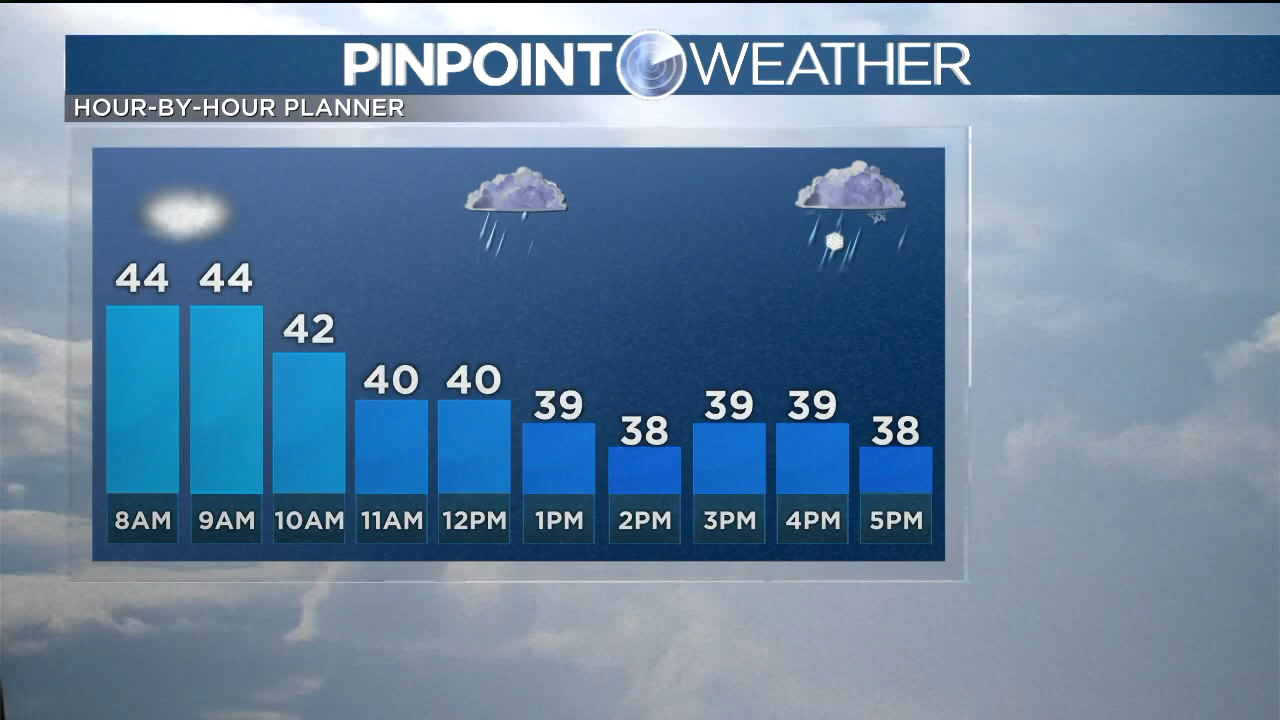 PINPOINT WEATHER
HOUR-BY-HOUR PLANNER
44 44 42 40 40 39 38 39 39 38
8AM 9AM 10AM 11AM 12PM 1PM 2PM 3PM 4PM 5PM